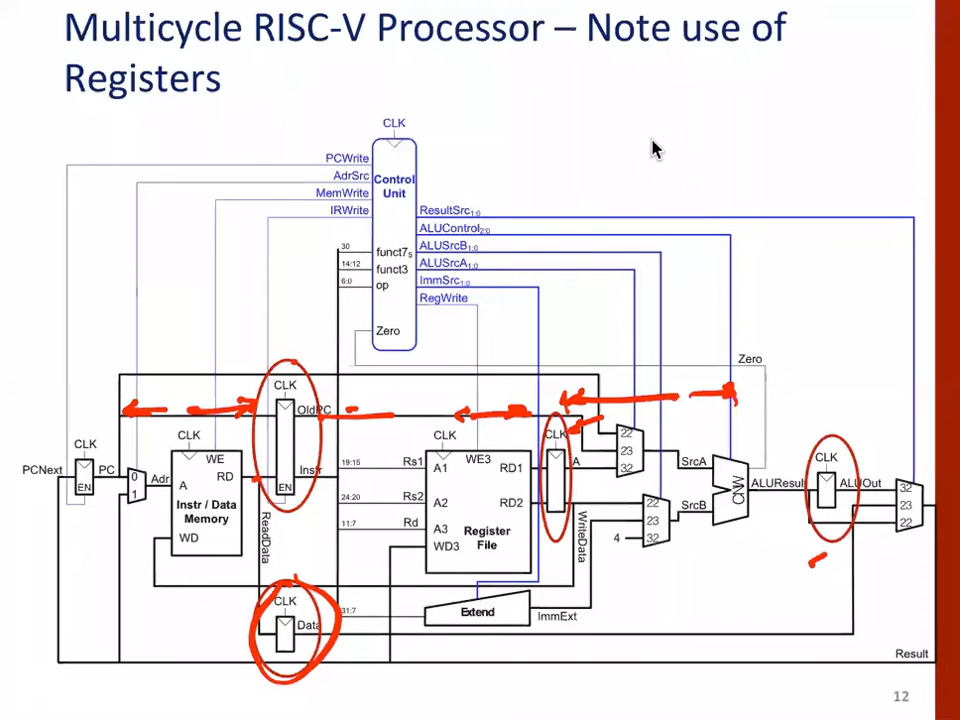 Multicycle RISC-V Processor – Note use of
Registers
CLK
PCWrite
AdrSrc
MemWrite
IRWrite
Control
Unit
ResultSrc1:0
ALUControl2:0
ALUSrcB1:0
ALUSrcA1:0
ImmSrc1:0
RegWrite
30
funct75
14:12
funct3
6:0
op
Zero
Zero
CLK
OldPC
CLK
PCNext
PC
EN
0
1
Adr
CLK
WE
A
RD
Instr / Data
Memory
WD
Instr
EN
ReadData
CLK
Data
19:15
Rs1
24:20
Rs2
11:7
Rd
31:7
CLK
A1
WE3
RD1
A2
RD2
A3
WD3
Register
File
Extend
ImmExt
CLK
A
WriteData
22
23
32
SrcA
22
23
32
4
SrcB
ALUResult
CLK
ALUOut
32
23
22
Result
12